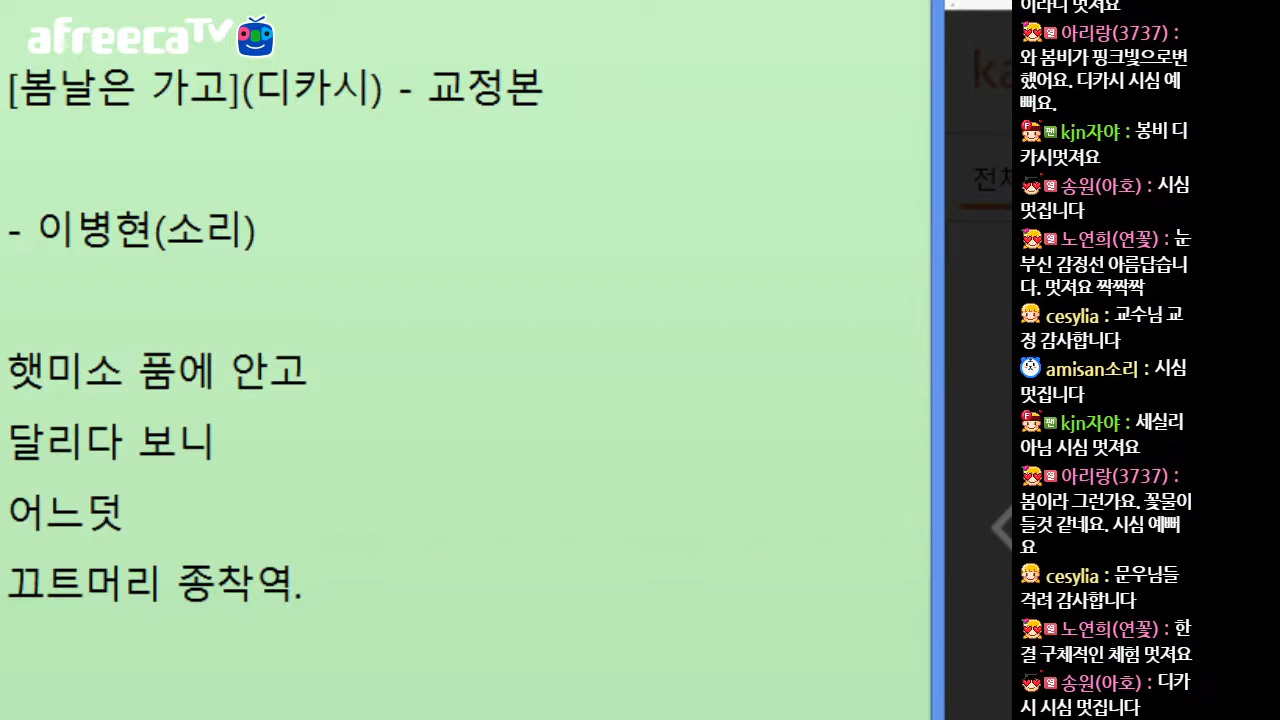 afreecaTV
[봄날은 가고](디카시) - 교정본
- 이병현(소리)
햇미소 품에 안고
달리다 보니
어느덧
끄트머리 종착역.
ka
전체
이라니 멋져요
아리랑(3737) :
와 봄비가 핑크빛으로변
했어요. 디카시 시심 예
뻐요.
kjn자야 : 봉비 디
카시멋져요
송원(아호) : 시심
멋집니다
노연희(연꽃) : 눈
부신 감정선 아름답습니
다. 멋져요 짝짝짝
cesylia : 교수님 교
정 감사합니다
amisan소리 : 시심
멋집니다
kjn자야 : 세실리
아님 시심 멋져요
아리랑(3737) :
봄이라 그런가요. 꽃물이
들것 같네요. 시심 예뻐
요
cesylia : 문우님들
격려 감사합니다
노연희(연꽃) : 한
결 구체적인 체험 멋져요
송원(아호) : 디카
시 시심 멋집니다